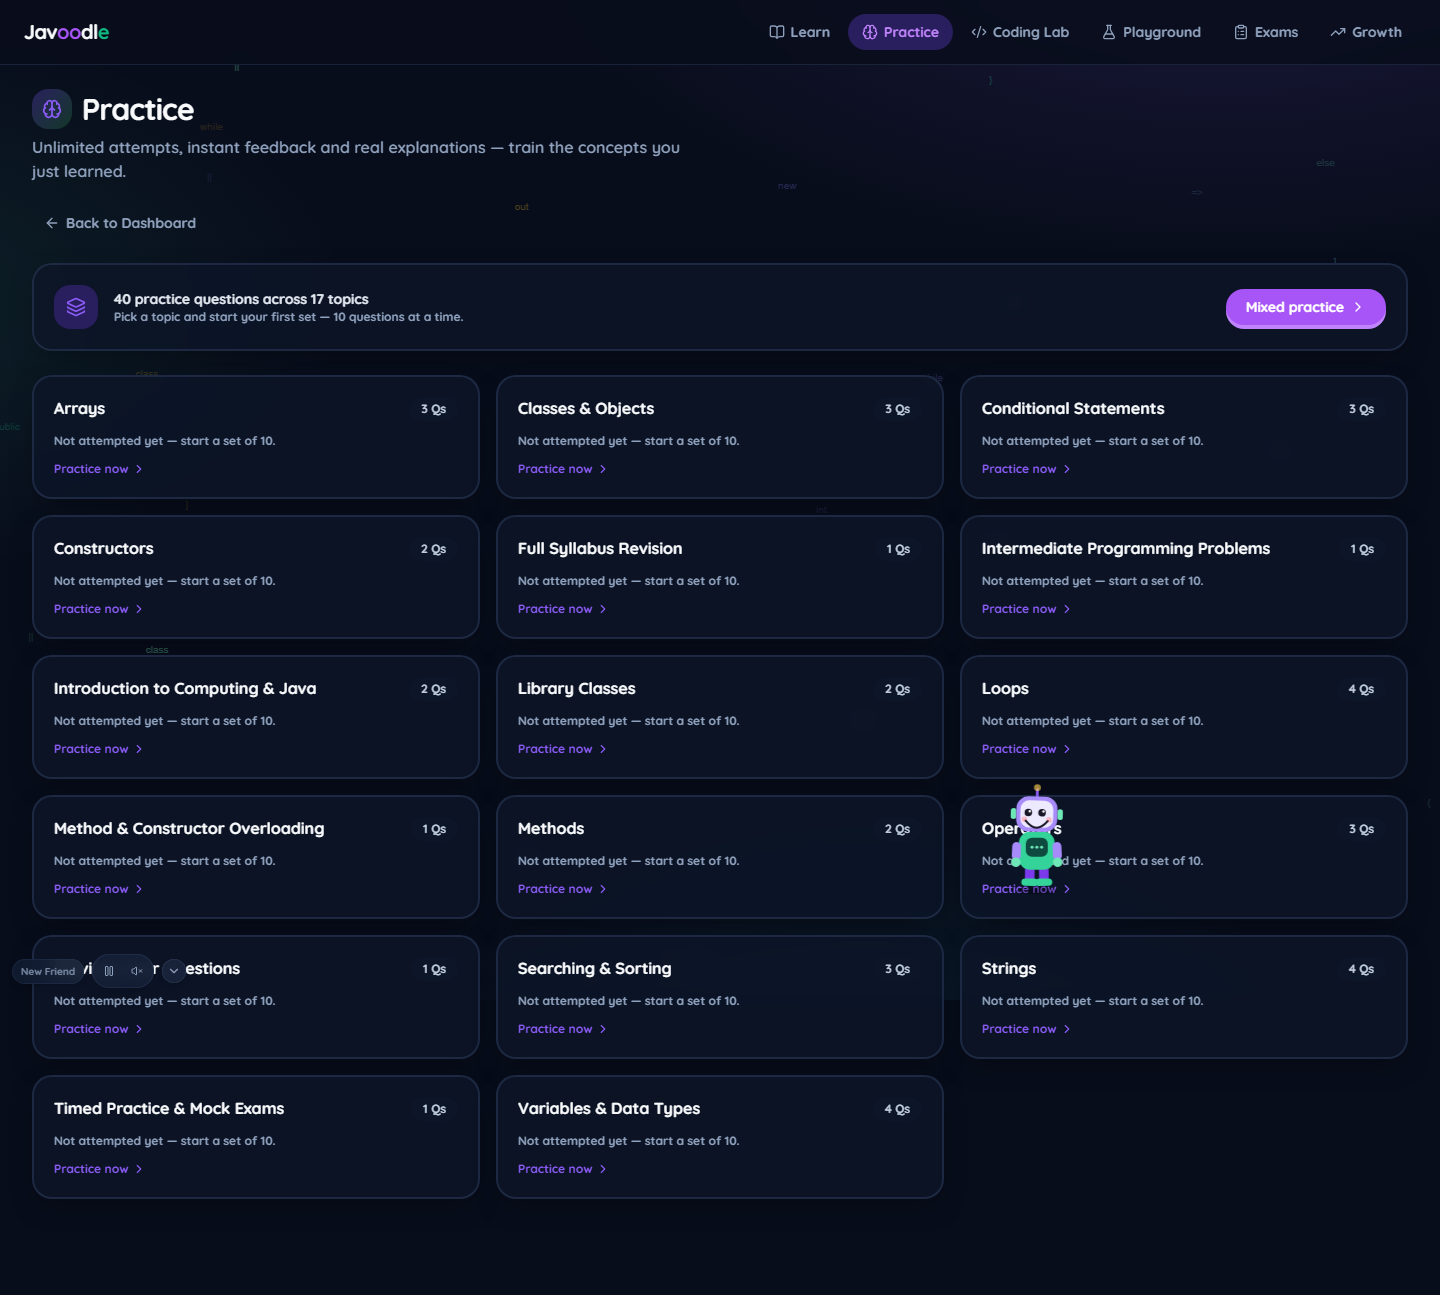 Javoodle
Learn
Practice
Coding Lab
Playground
Exams
Growth
Practice
while
Unlimited attempts, instant feedback and real explanations — train the concepts you
just learned.
else
new
out
Back to Dashboard
40 practice questions across 17 topics
Pick a topic and start your first set — 10 questions at a time.
Mixed practice
class
Arrays
3 Qs
Not attempted yet — start a set of 10.
Practice now
Classes & Objects
3 Qs
Not attempted yet — start a set of 10.
Practice now
Conditional Statements
3 Qs
Not attempted yet — start a set of 10.
Practice now
int
Constructors
2 Qs
Not attempted yet — start a set of 10.
Practice now
Full Syllabus Revision
1 Qs
Not attempted yet — start a set of 10.
Practice now
Intermediate Programming Problems
1 Qs
Not attempted yet — start a set of 10.
Practice now
class
Introduction to Computing & Java
2 Qs
Not attempted yet — start a set of 10.
Practice now
Library Classes
2 Qs
Not attempted yet — start a set of 10.
Practice now
Loops
4 Qs
Not attempted yet — start a set of 10.
Practice now
Method & Constructor Overloading
1 Qs
Not attempted yet — start a set of 10.
Practice now
Methods
2 Qs
Not attempted yet — start a set of 10.
Practice now
3 Qs
yet — start a set of 10.
Practice now
New Friend
1 Qs
Not attempted yet — start a set of 10.
Practice now
Searching & Sorting
3 Qs
Not attempted yet — start a set of 10.
Practice now
Strings
4 Qs
Not attempted yet — start a set of 10.
Practice now
Timed Practice & Mock Exams
1 Qs
Not attempted yet — start a set of 10.
Practice now
Variables & Data Types
4 Qs
Not attempted yet — start a set of 10.
Practice now